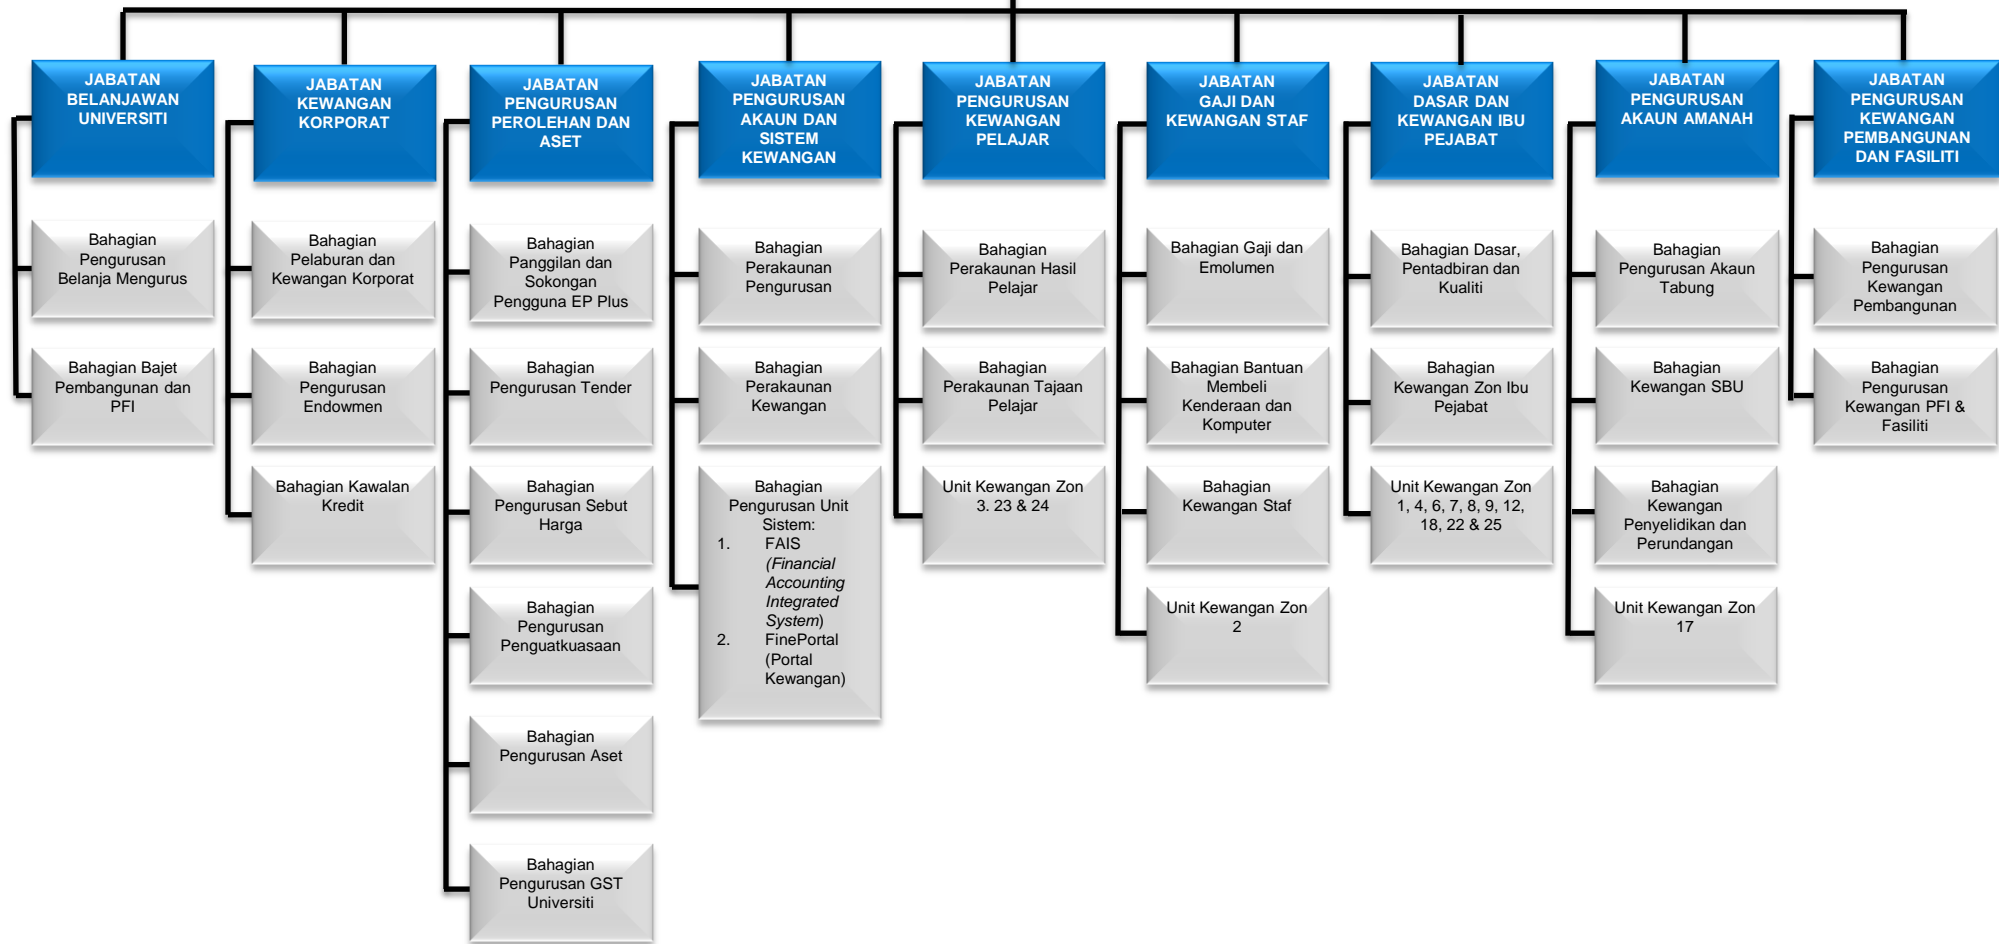 JABATAN
BELANJAWAN
UNIVERSITI
Bahagian
Pengurusan
Belanja Mengurus
Bahagian Bajet
Pembangunan dan
PFI
JABATAN
KEWANGAN
KORPORAT
Bahagian
Pelaburan dan
Kewangan Korporat
Bahagian
Pengurusan
Endowmen
Bahagian Kawalan
Kredit
JABATAN
PENGURUSAN
PEROLEHAN DAN
ASET
Bahagian
Panggilan dan
Sokongan
Pengguna EP Plus
Bahagian
Pengurusan Tender
Bahagian
Pengurusan Sebut
Harga
Bahagian
Pengurusan
Penguatkuasaan
Bahagian
Pengurusan Aset
Bahagian
Pengurusan GST
Universiti
JABATAN
PENGURUSAN
AKAUN DAN
SISTEM
KEWANGAN
Bahagian
Perakaunan
Pengurusan
Bahagian
Perakaunan
Kewangan
Bahagian
Pengurusan Unit
Sistem:
1. FAIS
(Financial
Accounting
Integrated
System)
2. FinePortal
(Portal
Kewangan)
JABATAN
PENGURUSAN
KEWANGAN
PELAJAR
Bahagian
Perakaunan Hasil
Pelajar
Bahagian
Perakaunan Tajaan
Pelajar
Unit Kewangan Zon
3. 23 & 24
JABATAN
GAJI DAN
KEWANGAN STAF
Bahagian Gaji dan
Emolumen
Bahagian Bantuan
Membeli
Kenderaan dan
Komputer
Bahagian
Kewangan Staf
Unit Kewangan Zon
2
JABATAN
DASAR DAN
KEWANGAN IBU
PEJABAT
Bahagian Dasar,
Pentadbiran dan
Kualiti
Bahagian
Kewangan Zon Ibu
Pejabat
Unit Kewangan Zon
1, 4, 6, 7, 8, 9, 12,
18, 22 & 25
JABATAN
PENGURUSAN
AKAUN AMANAH
Bahagian
Pengurusan Akaun
Tabung
Bahagian
Kewangan SBU
Bahagian
Kewangan
Penyelidikan dan
Perundangan
Unit Kewangan Zon
17
JABATAN
PENGURUSAN
KEWANGAN
PEMBANGUNAN
DAN FASILITI
Bahagian
Pengurusan
Kewangan
Pembangunan
Bahagian
Pengurusan
Kewangan PFI &
Fasiliti